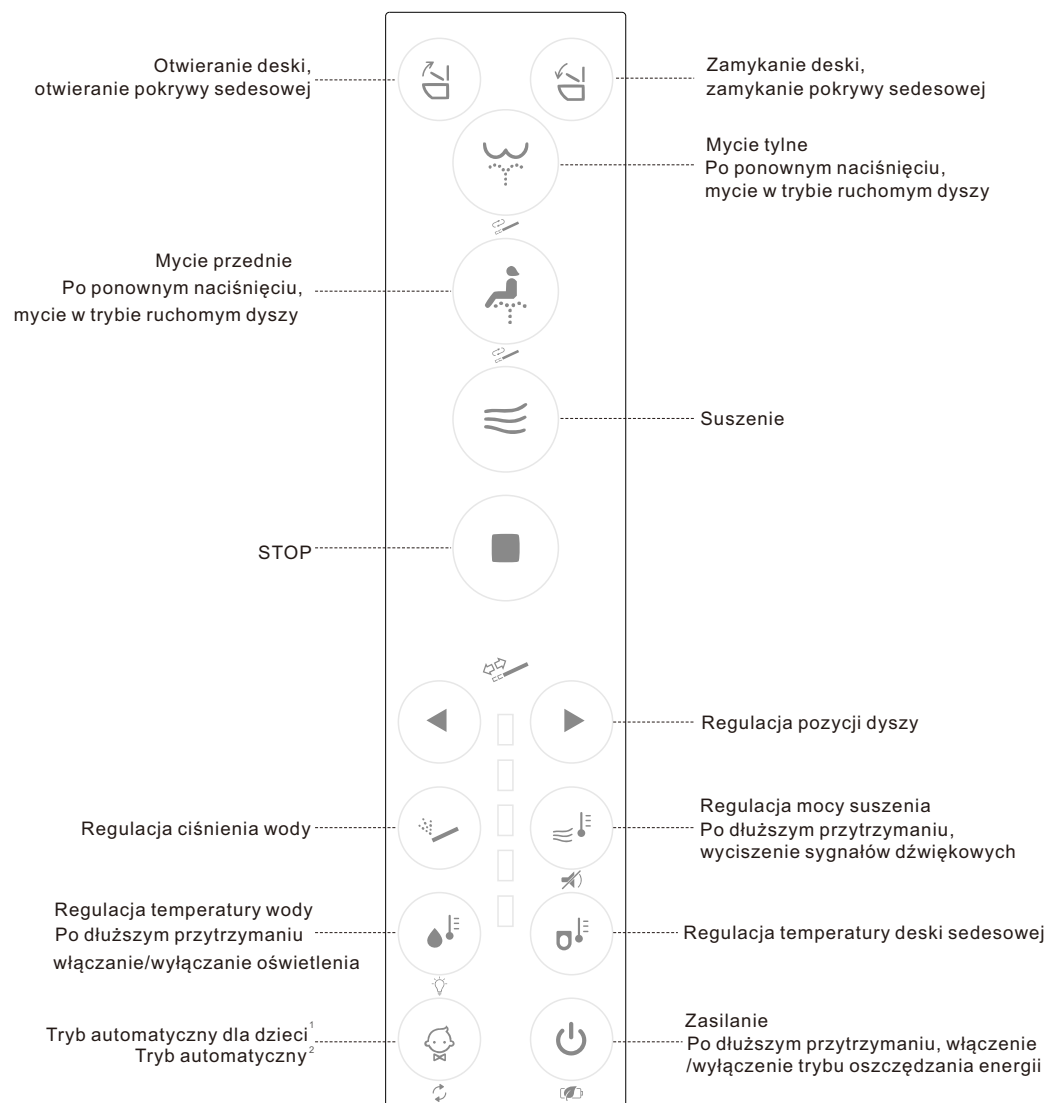 Otwieranie deski,
otwieranie pokrywy sedesowej
Zamykanie deski,
zamykanie pokrywy sedesowej
Mycie tylne
Po ponownym naciśnięciu,
mycie w trybie ruchomym dyszy
Mycie przednie
Po ponownym naciśnięciu,
mycie w trybie ruchomym dyszy
Suszenie
STOP
Regulacja pozycji dyszy
Regulacja ciśnienia wody
Regulacja mocy suszenia
Po dłuższym przytrzymaniu,
wyciszenie sygnałów dźwiękowych
Regulacja temperatury wody
Po dłuższym przytrzymaniu
włączanie/wyłączanie oświetlenia
Regulacja temperatury deski sedesowej
Tryb automatyczny dla dzieci¹
Tryb automatyczny²
Zasilanie
Po dłuższym przytrzymaniu, włączenie
/wyłączenie trybu oszczędzania energii